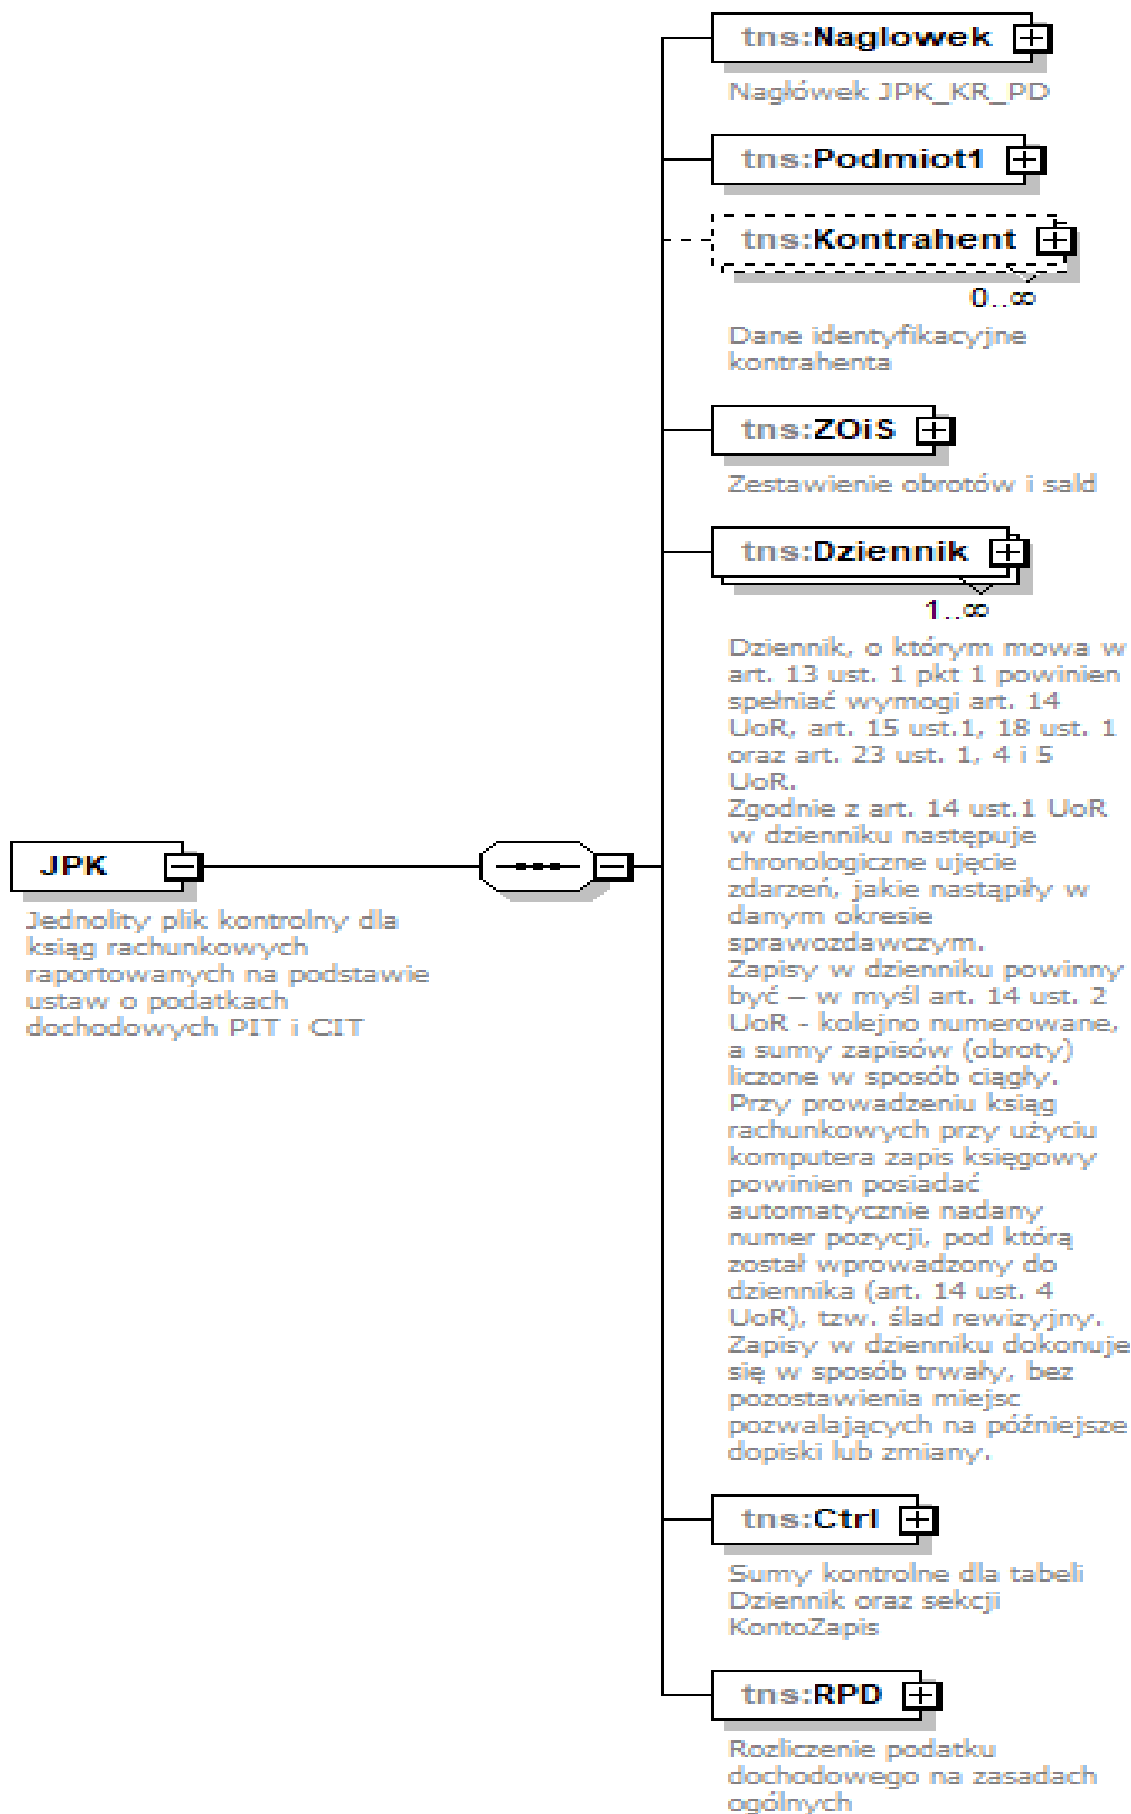 tns:Naglowek
Nagłówek JPK_KR_PD
tns:Podmiot1
tns:Kontrahent
0..∞
Dane identyfikacyjne
kontrahenta
tns:ZOiS
Zestawienie obrotów i sald
tns:Dziennik
1..∞
Dziennik, o którym mowa w
art. 13 ust. 1 pkt 1 powinien
spełniać wymogi art. 14
UoR, art. 15 ust.1, 18 ust. 1
oraz art. 23 ust. 1, 4 i 5
UoR.
Zgodnie z art. 14 ust.1 UoR
w dzienniku następuje
chronologiczne ujęcie
zdarzeń, jakie nastąpiły w
danym okresie
sprawozdawczym.
Zapisy w dzienniku powinny
być – w myśl art. 14 ust. 2
UoR - kolejno numerowane,
a sumy zapisów (obroty)
liczone w sposób ciągły.
Przy prowadzeniu ksiąg
rachunkowych przy użyciu
komputera zapis księgowy
powinien posiadać
automatycznie nadany
numer pozycji, pod którą
został wprowadzony do
dziennika (art. 14 ust. 4
UoR), tzw. ślad rewizyjny.
Zapisy w dzienniku dokonuje
się w sposób trwały, bez
pozostawienia miejsc
pozwalających na późniejsze
dopiski lub zmiany.
JPK
Jednolity plik kontrolny dla
ksiąg rachunkowych
raportowanych na podstawie
ustaw o podatkach
dochodowych PIT i CIT
tns:Ctrl
Sumy kontrolne dla tabeli
Dziennik oraz sekcji
KontoZapis
tns:RPD
Rozliczenie podatku
dochodowego na zasadach
ogólnych